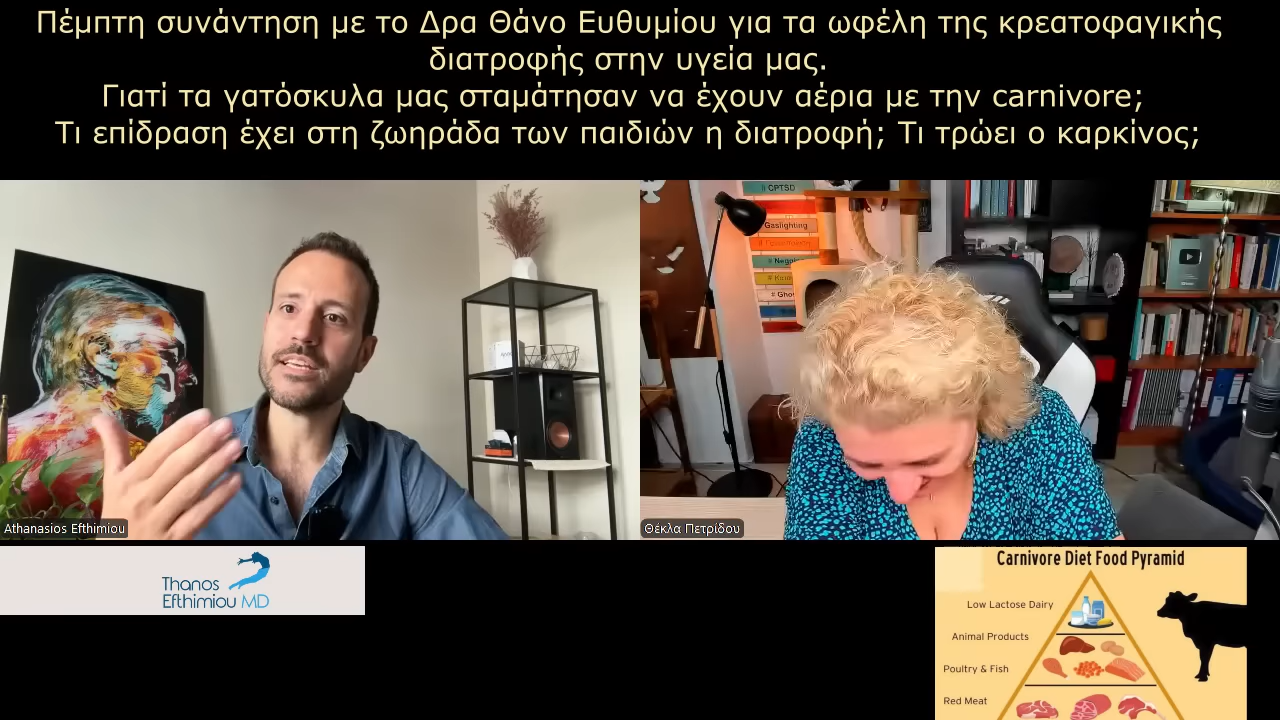 Πέμπτη συνάντηση με το Δρα Θάνο Ευθυμίου για τα ωφέλη της κρεατοφαγικής
διατροφής στην υγεία μας.
Γιατί τα γατόσκυλα μας σταμάτησαν να έχουν αέρια με την carnivore;
Τι επίδραση έχει στη ζωηράδα των παιδιών η διατροφή; Τι τρώει ο καρκίνος;
# CPTSD
Gaslighting
Athanasios Efthimiou
Θέκλα Πετρίδου
Thanos
Efthimiou MD
Carnivore Diet Food Pyramid
Low Lactose Dairy
Animal Products
Poultry & Fish
Red Meat